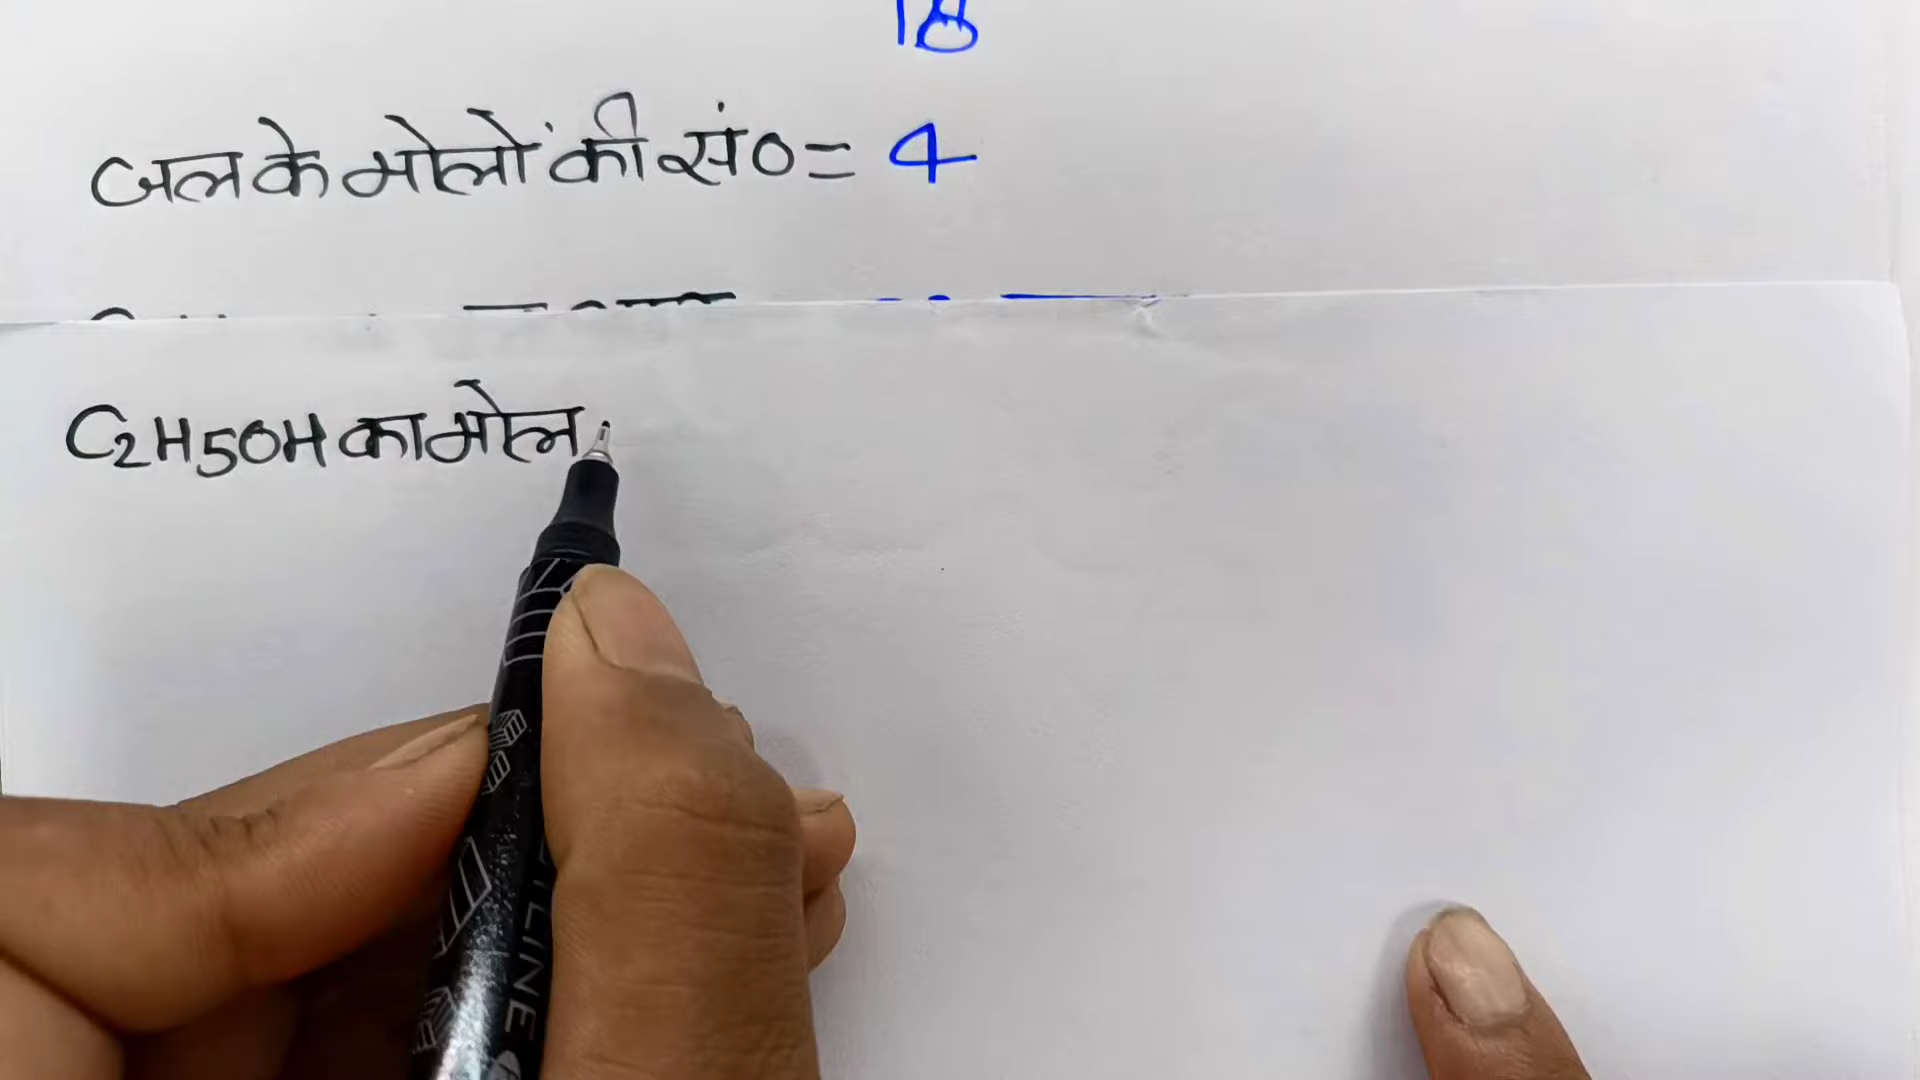 18
जल के मोलों की सं० = 4
C2H5OH का मोल